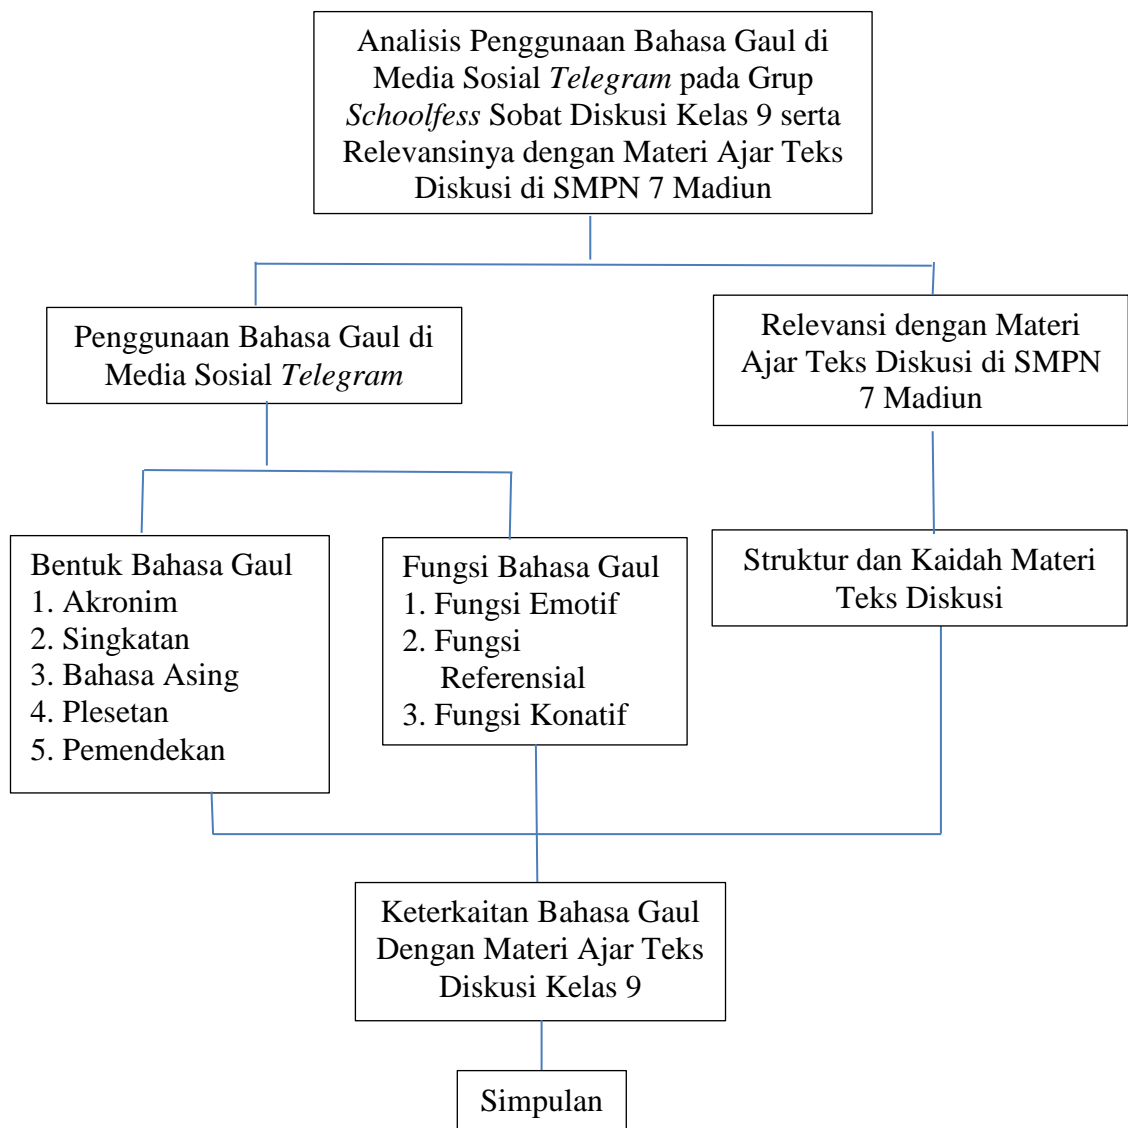 Analisis Penggunaan Bahasa Gaul di
Media Sosial Telegram pada Grup
Schoolfess Sobat Diskusi Kelas 9 serta
Relevansinya dengan Materi Ajar Teks
Diskusi di SMPN 7 Madiun
Penggunaan Bahasa Gaul di
Media Sosial Telegram
Relevansi dengan Materi
Ajar Teks Diskusi di SMPN
7 Madiun
Bentuk Bahasa Gaul
1. Akronim
2. Singkatan
3. Bahasa Asing
4. Plesetan
5. Pemendekan
Fungsi Bahasa Gaul
1. Fungsi Emotif
2. Fungsi
Referensial
3. Fungsi Konatif
Struktur dan Kaidah Materi
Teks Diskusi
Keterkaitan Bahasa Gaul
Dengan Materi Ajar Teks
Diskusi Kelas 9
Simpulan